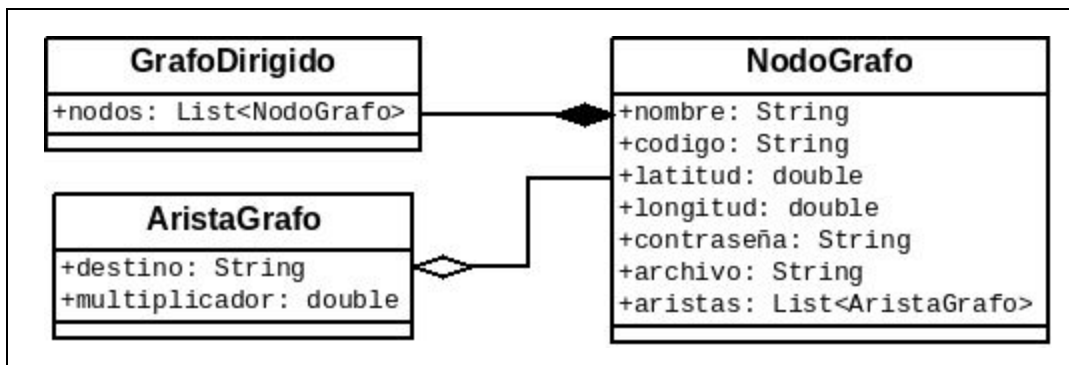 GrafoDirigido
+nodos: List<NodoGrafo>
AristaGrafo
+destino: String
+multiplicador: double
NodoGrafo
+nombre: String
+codigo: String
+latitud: double
+longitud: double
+contraseña: String
+archivo: String
+aristas: List<AristaGrafo>